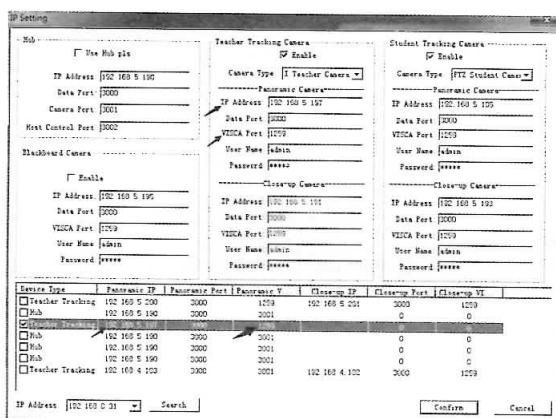 IP Setting
Hub
Use Hub pls
IP Address 192 168 5 190
Data Port 3000
Camera Port 3001
Host Control Port 3002
Blackboard Camera
Enable
IP Address 192 168 5 195
Data Port 3000
VISCA Port 1259
User Name admin
Password *****
Teacher Tracking Camera
Enable
Camera Type I Teacher Camera
Panoramic Camera
IP Address 192 168 5 197
Data Port 3000
VISCA Port 1259
User Name admin
Password *****
Close-up Camera
IP Address 192 168 5 191
Data Port 3000
VISCA Port 1259
User Name admin
Password *****
Student Tracking Camera
Enable
Camera Type PTZ Student Camer
Panoramic Camera
IP Address
Data Port 3000
VISCA Port 1259
User Name admin
Password *****
Close-up Camera
IP Address 192 168 5 193
Data Port 3000
VISCA Port 1259
User Name admin
Password *****
Device Type Panoramic IP Panoramic Port Panoramic V Close-up IP Close-up Port Close-up VI
Teacher Tracking 192 168 5 200 3000 1259 192 168 5 201 3000 1259
Hub 192 168 5 190 3000 3001 0 0
Teacher Tracking 192 168 5 3000 0 0
Hub 192 168 5 190 3000 3001 0 0
Hub 192 168 5 190 3000 3001 0 0
Hub 192 168 5 190 3000 3001 0 0
Teacher Tracking 192 168 4 103 3000 3001 192 168 4 102 3000 1259
IP Address 192 168 0 31 Search Confirm Cancel